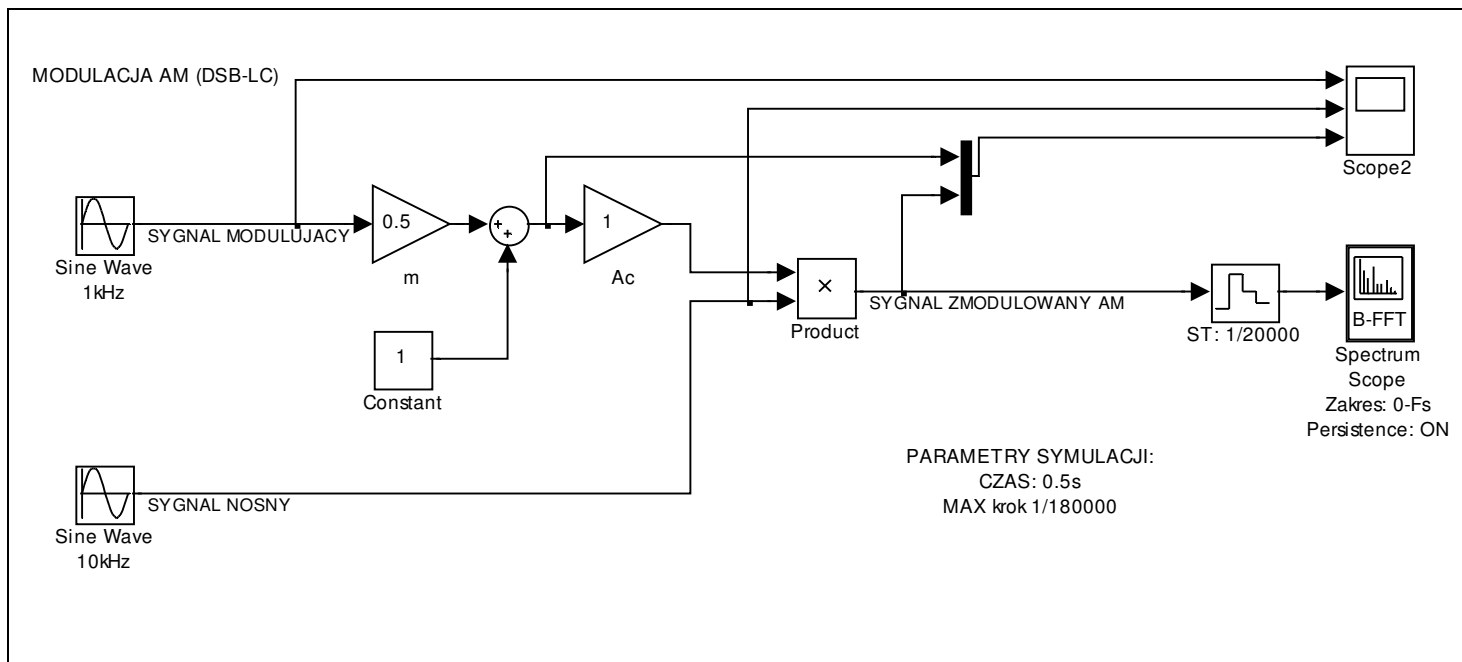 MODULACJA AM (DSB-LC)
Scope2
0.5
+
+
1
SYGNAL MODULUJACY
Sine Wave
1kHz
m
Ac
×
SYGNAL ZMODULOWANY AM
Product
ST: 1/20000
B-FFT
Spectrum
Scope
Zakres: 0-Fs
Persistence: ON
1
Constant
SYGNAL NOSNY
Sine Wave
10kHz
PARAMETRY SYMULACJI:
CZAS: 0.5s
MAX krok 1/180000